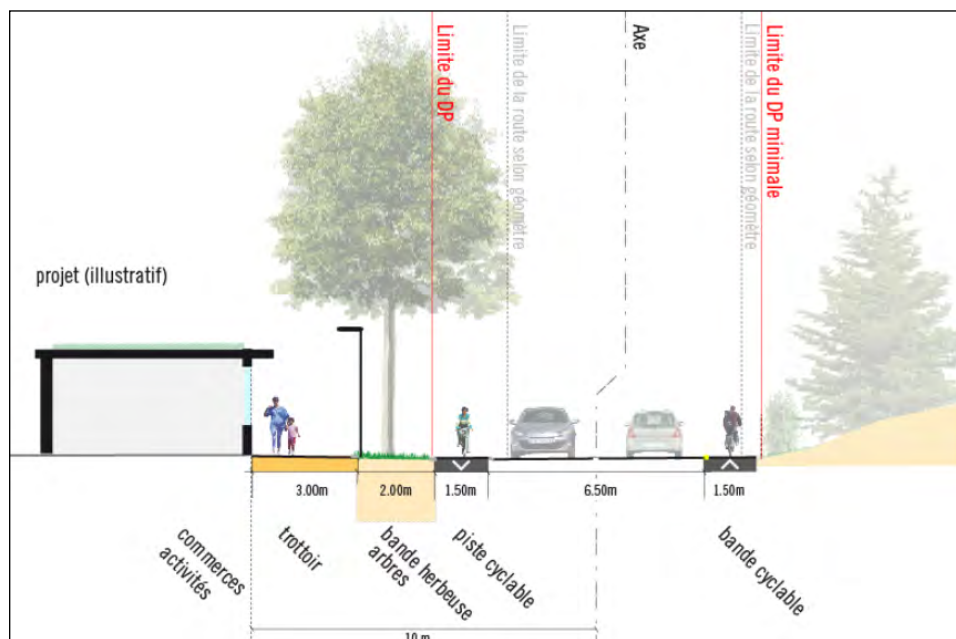 Limite du DP
Limite de la route selon géomètre
Axe
Limite de la route selon géomètre
Limite du DP minimale
projet (illustratif)
3.00m
2.00m
1.50m
6.50m
1.50m
commerces
activités
trottoir
bande herbeuse
arbres
piste cyclable
bande cyclable
10 m